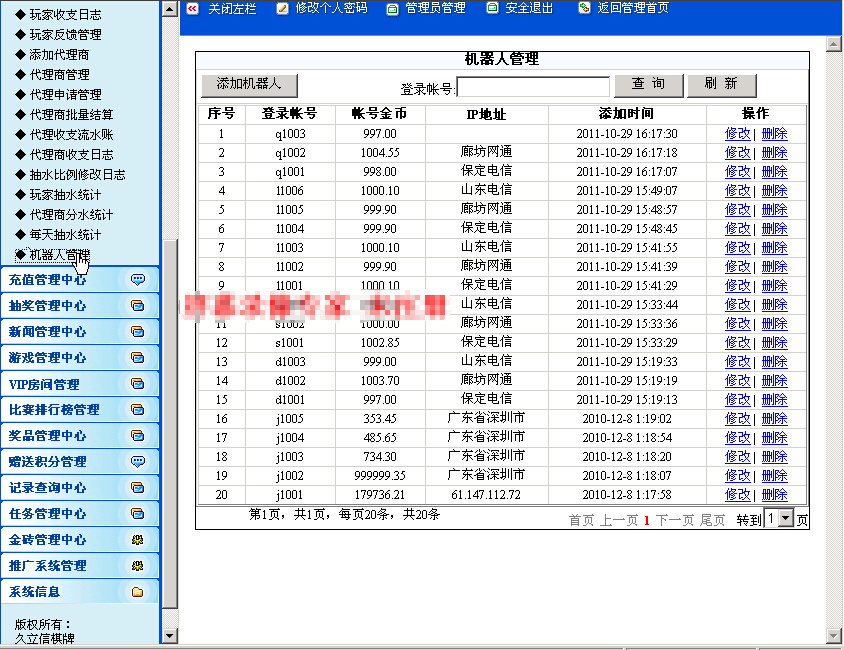 关闭左栏 修改个人密码 管理员管理 安全退出 返回管理首页
◆ 玩家收支日志
◆ 玩家反馈管理
◆ 添加代理商
◆ 代理商管理
◆ 代理申请管理
◆ 代理商批量结算
◆ 代理收支流水账
◆ 代理商收支日志
◆ 抽水比例修改日志
◆ 玩家抽水统计
◆ 代理商分水统计
◆ 每天抽水统计
◆ 机器人管理
充值管理中心
抽奖管理中心
新闻管理中心
游戏管理中心
VIP房间管理
比赛排行榜管理
奖品管理中心
赠送积分管理
记录查询中心
任务管理中心
金砖管理中心
推广系统管理
系统信息
版权所有：
久立信棋牌
机器人管理
添加机器人 登录帐号: 查 询 刷 新
序号 登录帐号 帐号金币 IP地址 添加时间 操作
1 q1003 997.00 2011-10-29 16:17:30 修改| 删除
2 q1002 1004.55 廊坊网通 2011-10-29 16:17:18 修改| 删除
3 q1001 998.00 保定电信 2011-10-29 16:17:07 修改| 删除
4 l1006 1000.10 山东电信 2011-10-29 15:49:07 修改| 删除
5 l1005 999.90 廊坊网通 2011-10-29 15:48:57 修改| 删除
6 l1004 999.90 保定电信 2011-10-29 15:48:45 修改| 删除
7 l1003 1000.10 山东电信 2011-10-29 15:41:55 修改| 删除
8 l1002 999.90 廊坊网通 2011-10-29 15:41:39 修改| 删除
9 l1001 1000.10 保定电信 2011-10-29 15:41:29 修改| 删除
山东电信 2011-10-29 15:33:44 修改| 删除
11 s1002 1000.00 廊坊网通 2011-10-29 15:33:36 修改| 删除
12 s1001 1002.85 保定电信 2011-10-29 15:33:29 修改| 删除
13 d1003 999.00 山东电信 2011-10-29 15:19:33 修改| 删除
14 d1002 1003.70 廊坊网通 2011-10-29 15:19:19 修改| 删除
15 d1001 997.00 保定电信 2011-10-29 15:19:13 修改| 删除
16 j1005 353.45 广东省深圳市 2010-12-8 1:19:02 修改| 删除
17 j1004 485.65 广东省深圳市 2010-12-8 1:18:54 修改| 删除
18 j1003 734.30 广东省深圳市 2010-12-8 1:18:20 修改| 删除
19 j1002 999999.35 广东省深圳市 2010-12-8 1:18:07 修改| 删除
20 j1001 179736.21 61.147.112.72 2010-12-8 1:17:58 修改| 删除
第1页，共1页，每页20条，共20条 首页 上一页 1 下一页 尾页 转到 1 页